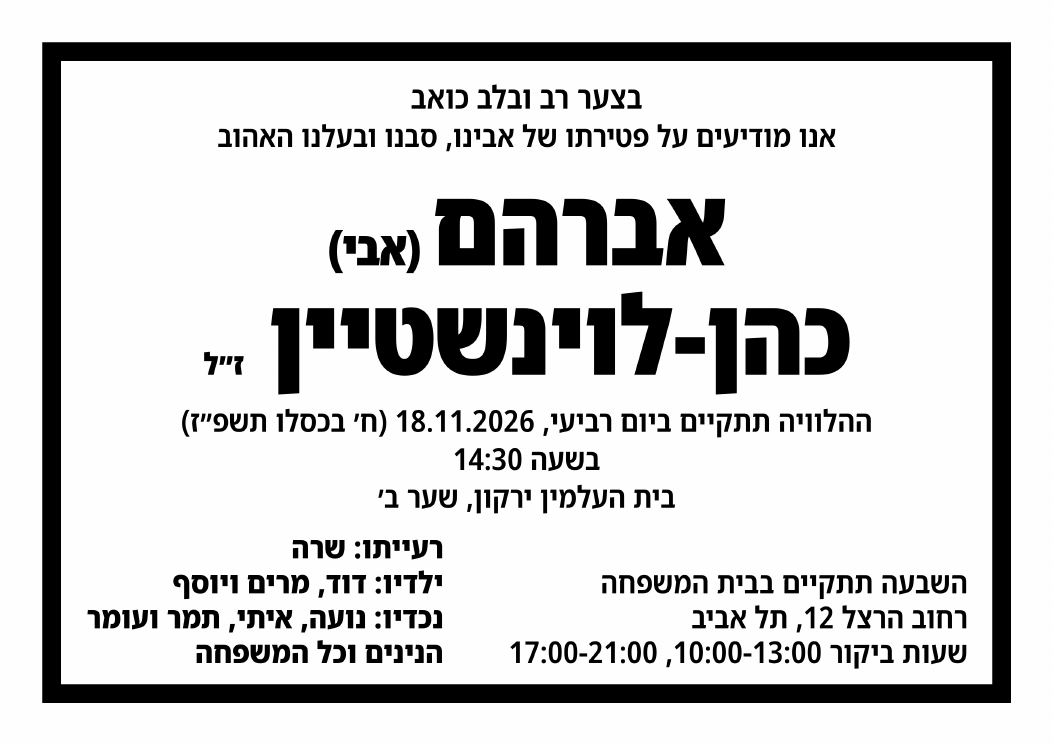 בצער רב ובלב כואב
אנו מודיעים על פטירתו של אבינו, סבנו ובעלנו האהוב
אברהם (אבי)
כהן-לוינשטיין ז״ל
ההלוויה תתקיים ביום רביעי, 18.11.2026 (ח׳ בכסלו תשפ״ז)
בשעה 14:30
בית העלמין ירקון, שער ב׳
השבעה תתקיים בבית המשפחה
רחוב הרצל 12, תל אביב
שעות ביקור 10:00-13:00, 17:00-21:00
רעייתו: שרה
ילדיו: דוד, מרים ויוסף
נכדיו: נועה, איתי, תמר ועומר
הנינים וכל המשפחה